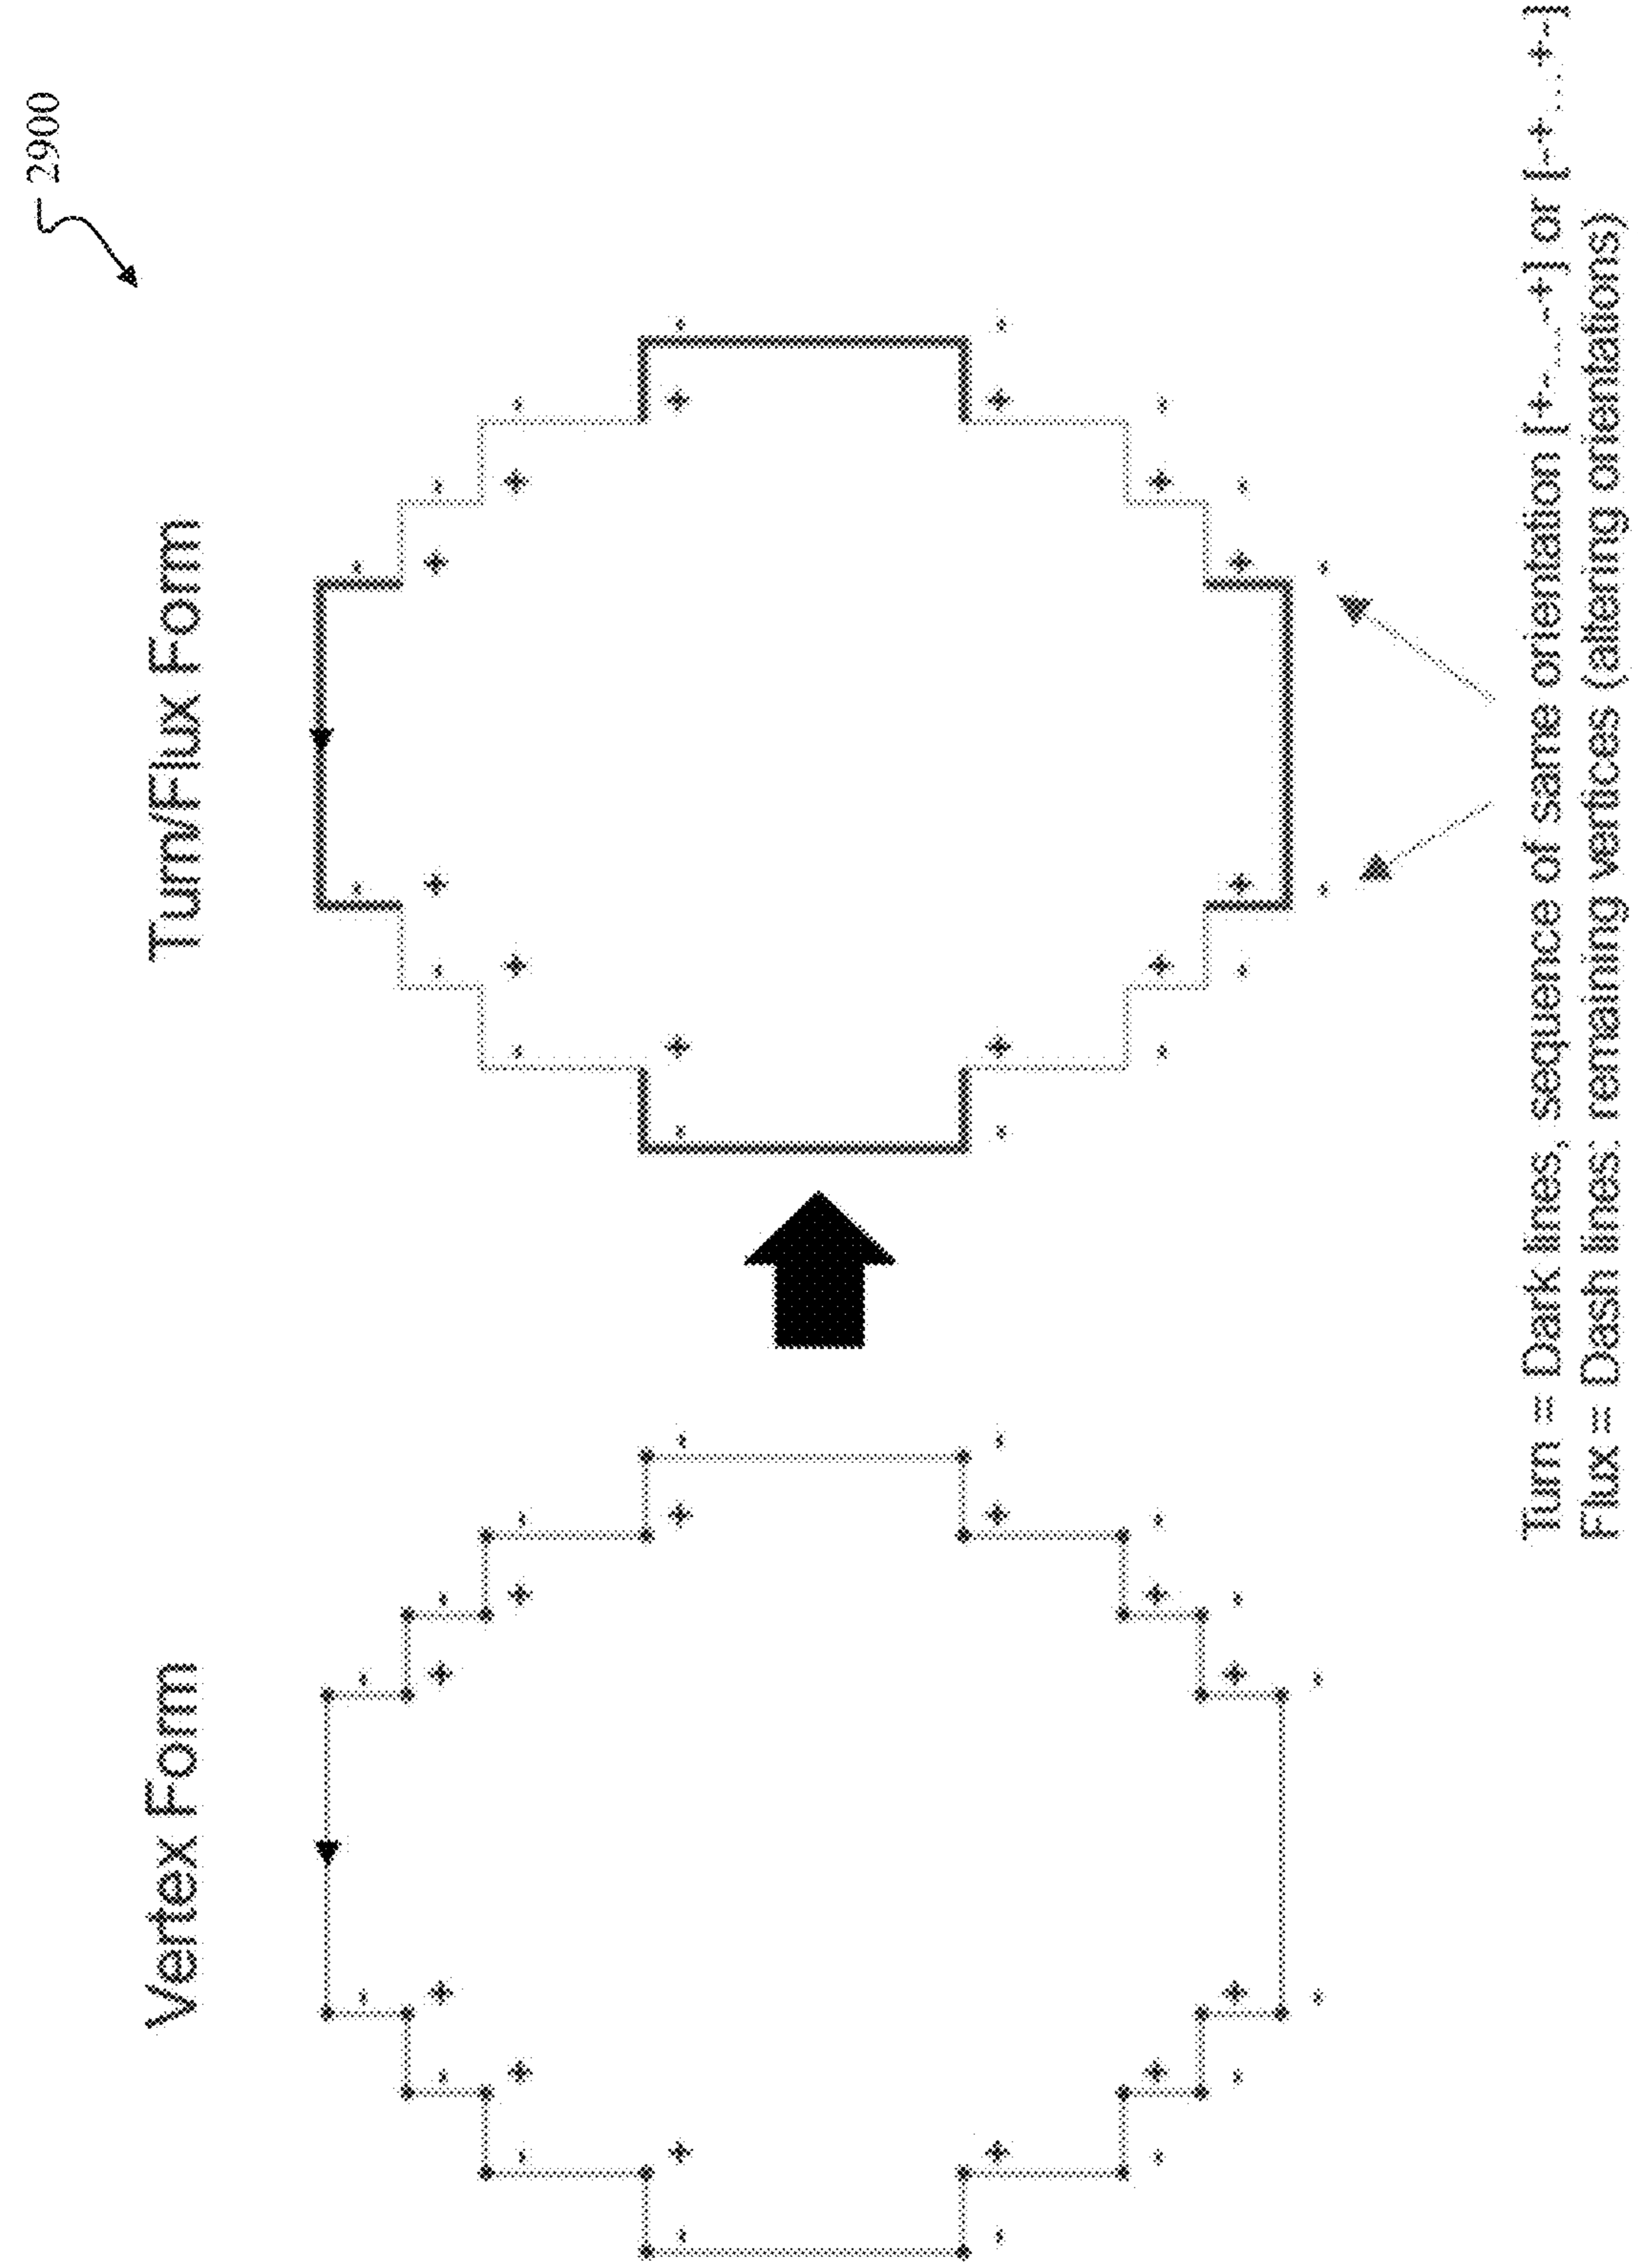 2900
Vertex Form
Turn/Flux Form
Turn = Dark lines, sequence of same orientation [+-...-+] or [-+...+-]
Flux = Dash lines: remaining vertices (altering orientations)